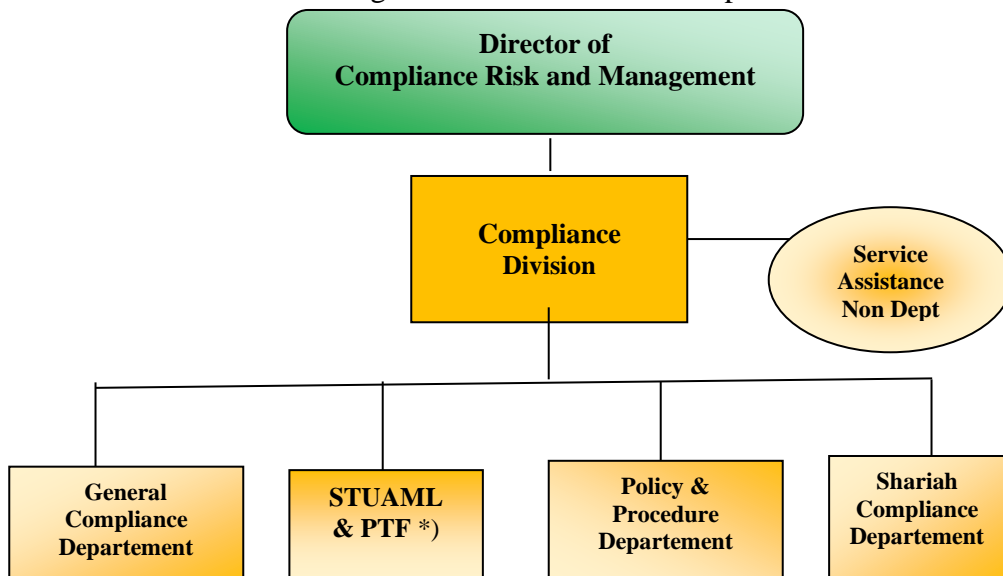 Director of
Compliance Risk and Management
Compliance
Division
Service
Assistance
Non Dept
General
Compliance
Departement
STUAML
& PTF *)
Policy &
Procedure
Departement
Shariah
Compliance
Departement